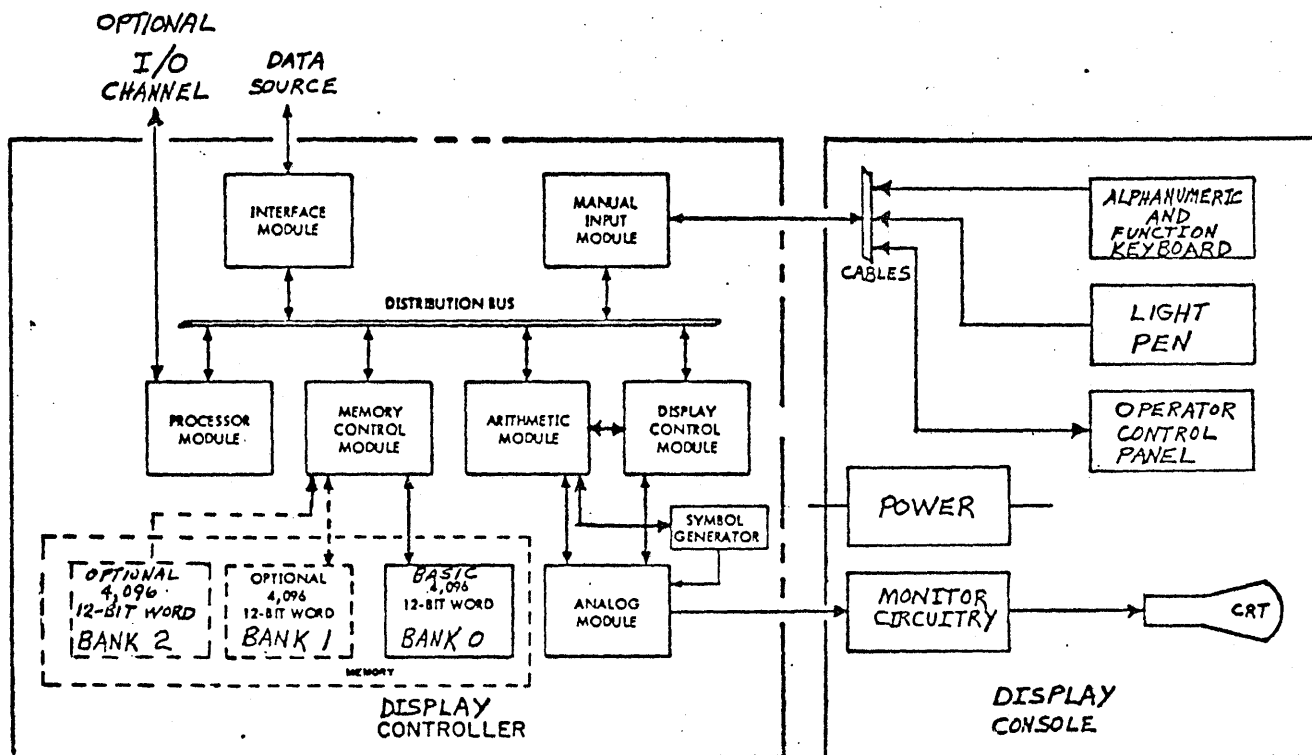 OPTIONAL
I/O
CHANNEL
DATA
SOURCE
INTERFACE
MODULE
MANUAL
INPUT
MODULE
CABLES
ALPHANUMERIC
AND
FUNCTION
KEYBOARD
DISTRIBUTION BUS
LIGHT
PEN
PROCESSOR
MODULE
MEMORY
CONTROL
MODULE
ARITHMETIC
MODULE
DISPLAY
CONTROL
MODULE
OPERATOR
CONTROL
PANEL
POWER
SYMBOL
GENERATOR
OPTIONAL
4,096
12-BIT WORD
BANK 2
OPTIONAL
4,096
12-BIT WORD
BANK 1
BASIC
4,096
12-BIT WORD
BANK 0
MEMORY
ANALOG
MODULE
MONITOR
CIRCUITRY
CRT
DISPLAY
CONTROLLER
DISPLAY
CONSOLE